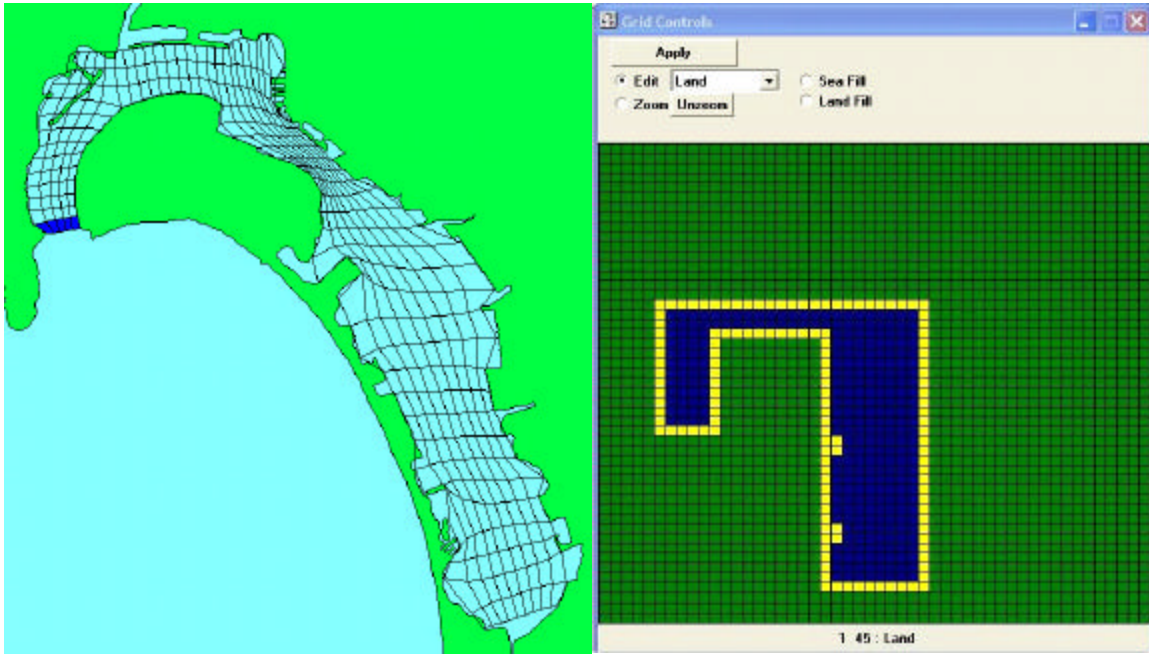 Grid Controls
Apply
Edit Land Sea Fill
Zoom Unzoom Land Fill
1 45 : Land